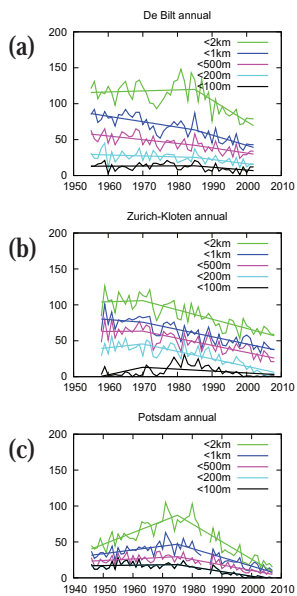 De Bilt annual
(a)
200
150
100
50
0
<2km
<1km
<500m
<200m
<100m
1950 1960 1970 1980 1990 2000 2010
Zurich-Kloten annual
(b)
200
150
100
50
0
<2km
<1km
<500m
<200m
<100m
1950 1960 1970 1980 1990 2000 2010
Potsdam annual
(c)
200
150
100
50
0
<2km
<1km
<500m
<200m
<100m
1940 1950 1960 1970 1980 1990 2000 2010